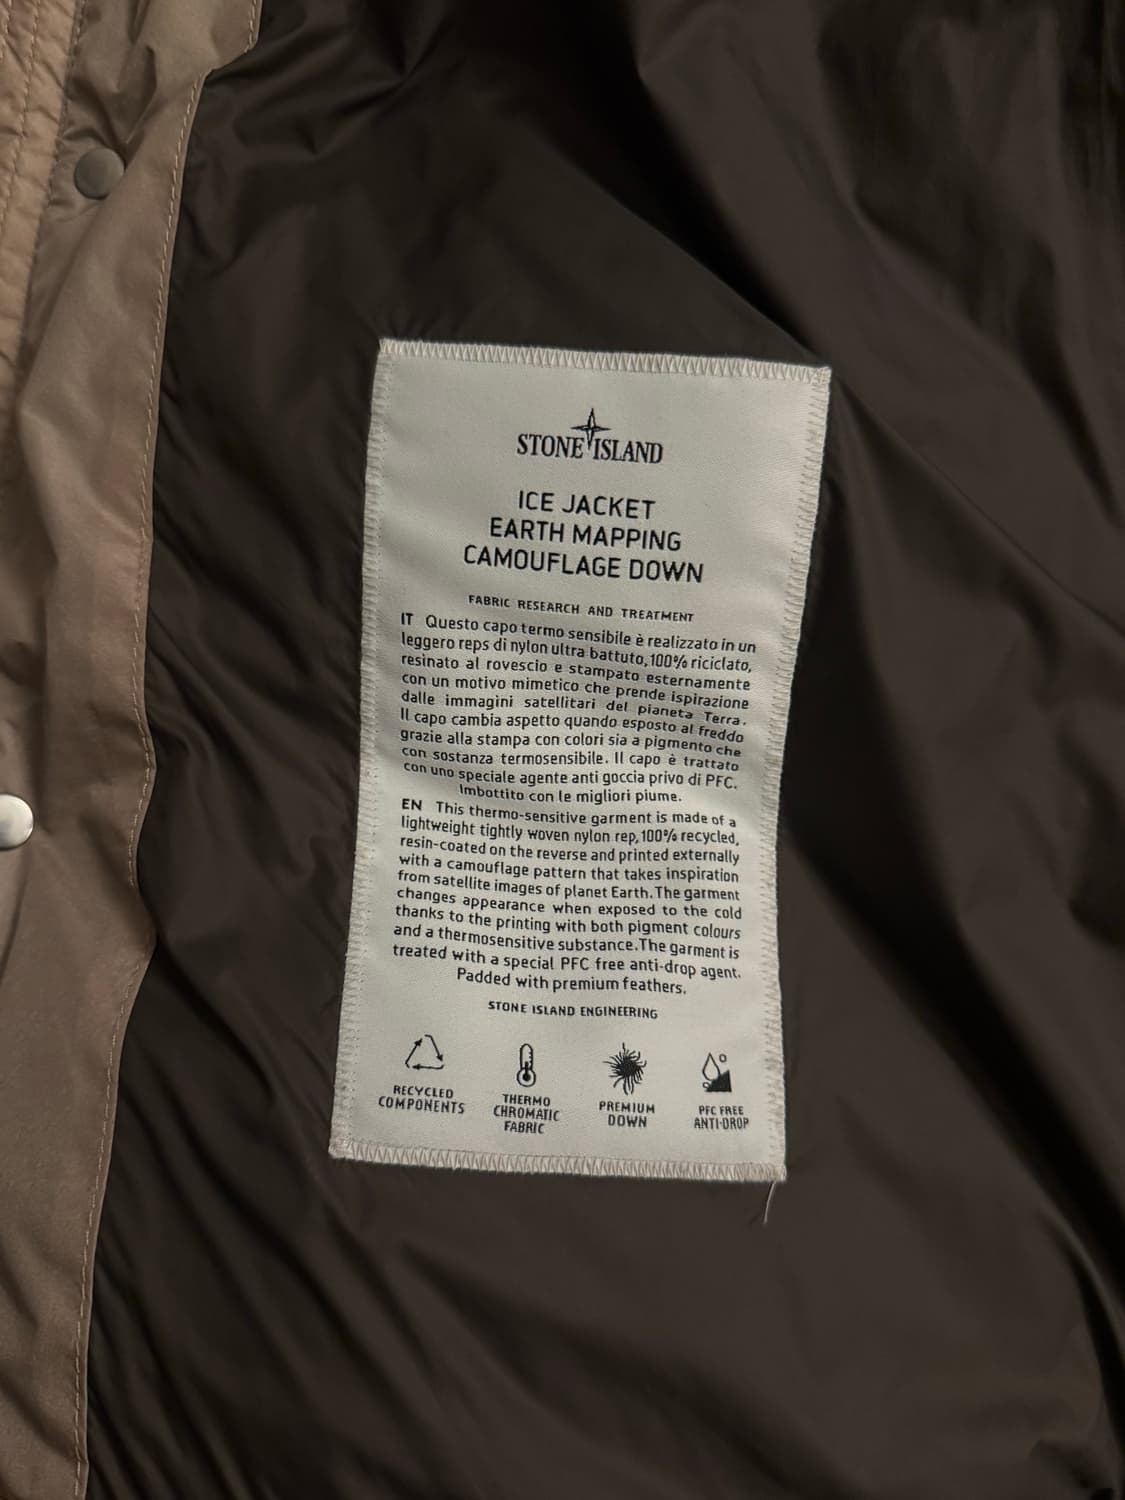 STONE ISLAND
ICE JACKET
EARTH MAPPING
CAMOUFLAGE DOWN
FABRIC RESEARCH AND TREATMENT
IT Questo capo termo sensibile è realizzato in un
leggero reps di nylon ultra battuto, 100% riciclato,
resinato al rovescio e stampato esternamente
con un motivo mimetico che prende ispirazione
dalle immagini satellitari del pianeta Terra.
Il capo cambia aspetto quando esposto al freddo
grazie alla stampa con colori sia a pigmento che
con sostanza termosensibile. Il capo è trattato
con uno speciale agente anti goccia privo di PFC.
Imbottito con le migliori piume.
EN This thermo-sensitive garment is made of a
lightweight tightly woven nylon rep, 100% recycled,
resin-coated on the reverse and printed externally
with a camouflage pattern that takes inspiration
from satellite images of planet Earth. The garment
changes appearance when exposed to the cold
thanks to the printing with both pigment colours
and a thermosensitive substance. The garment is
treated with a special PFC free anti-drop agent.
Padded with premium feathers.
STONE ISLAND ENGINEERING
RECYCLED
COMPONENTS
THERMO
CHROMATIC
FABRIC
PREMIUM
DOWN
PFC FREE
ANTI-DROP